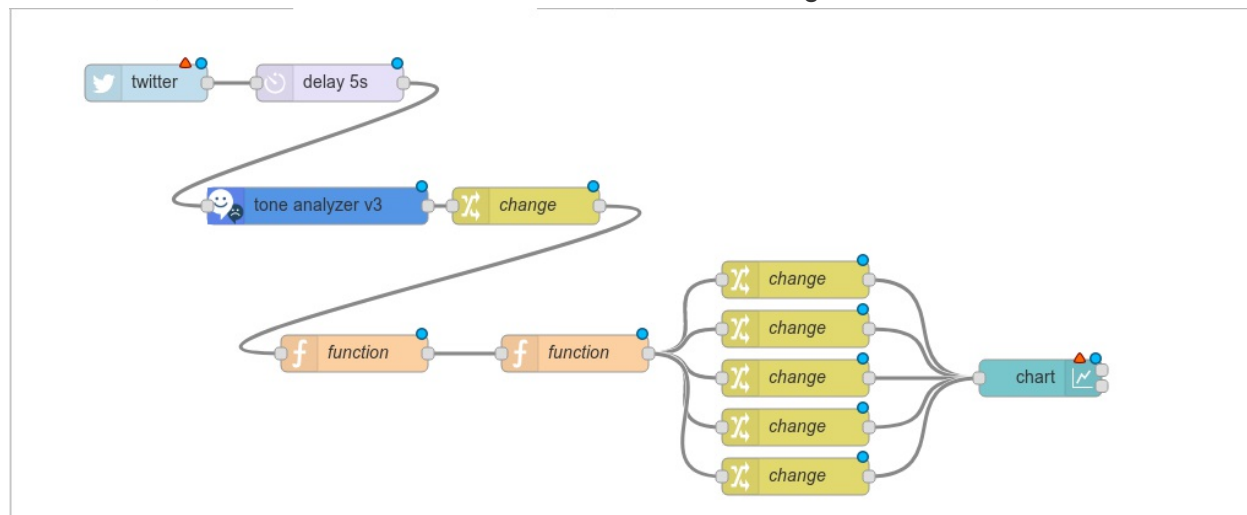 twitter
delay 5s
tone analyzer v3
change
function
function
change
change
change
change
change
chart